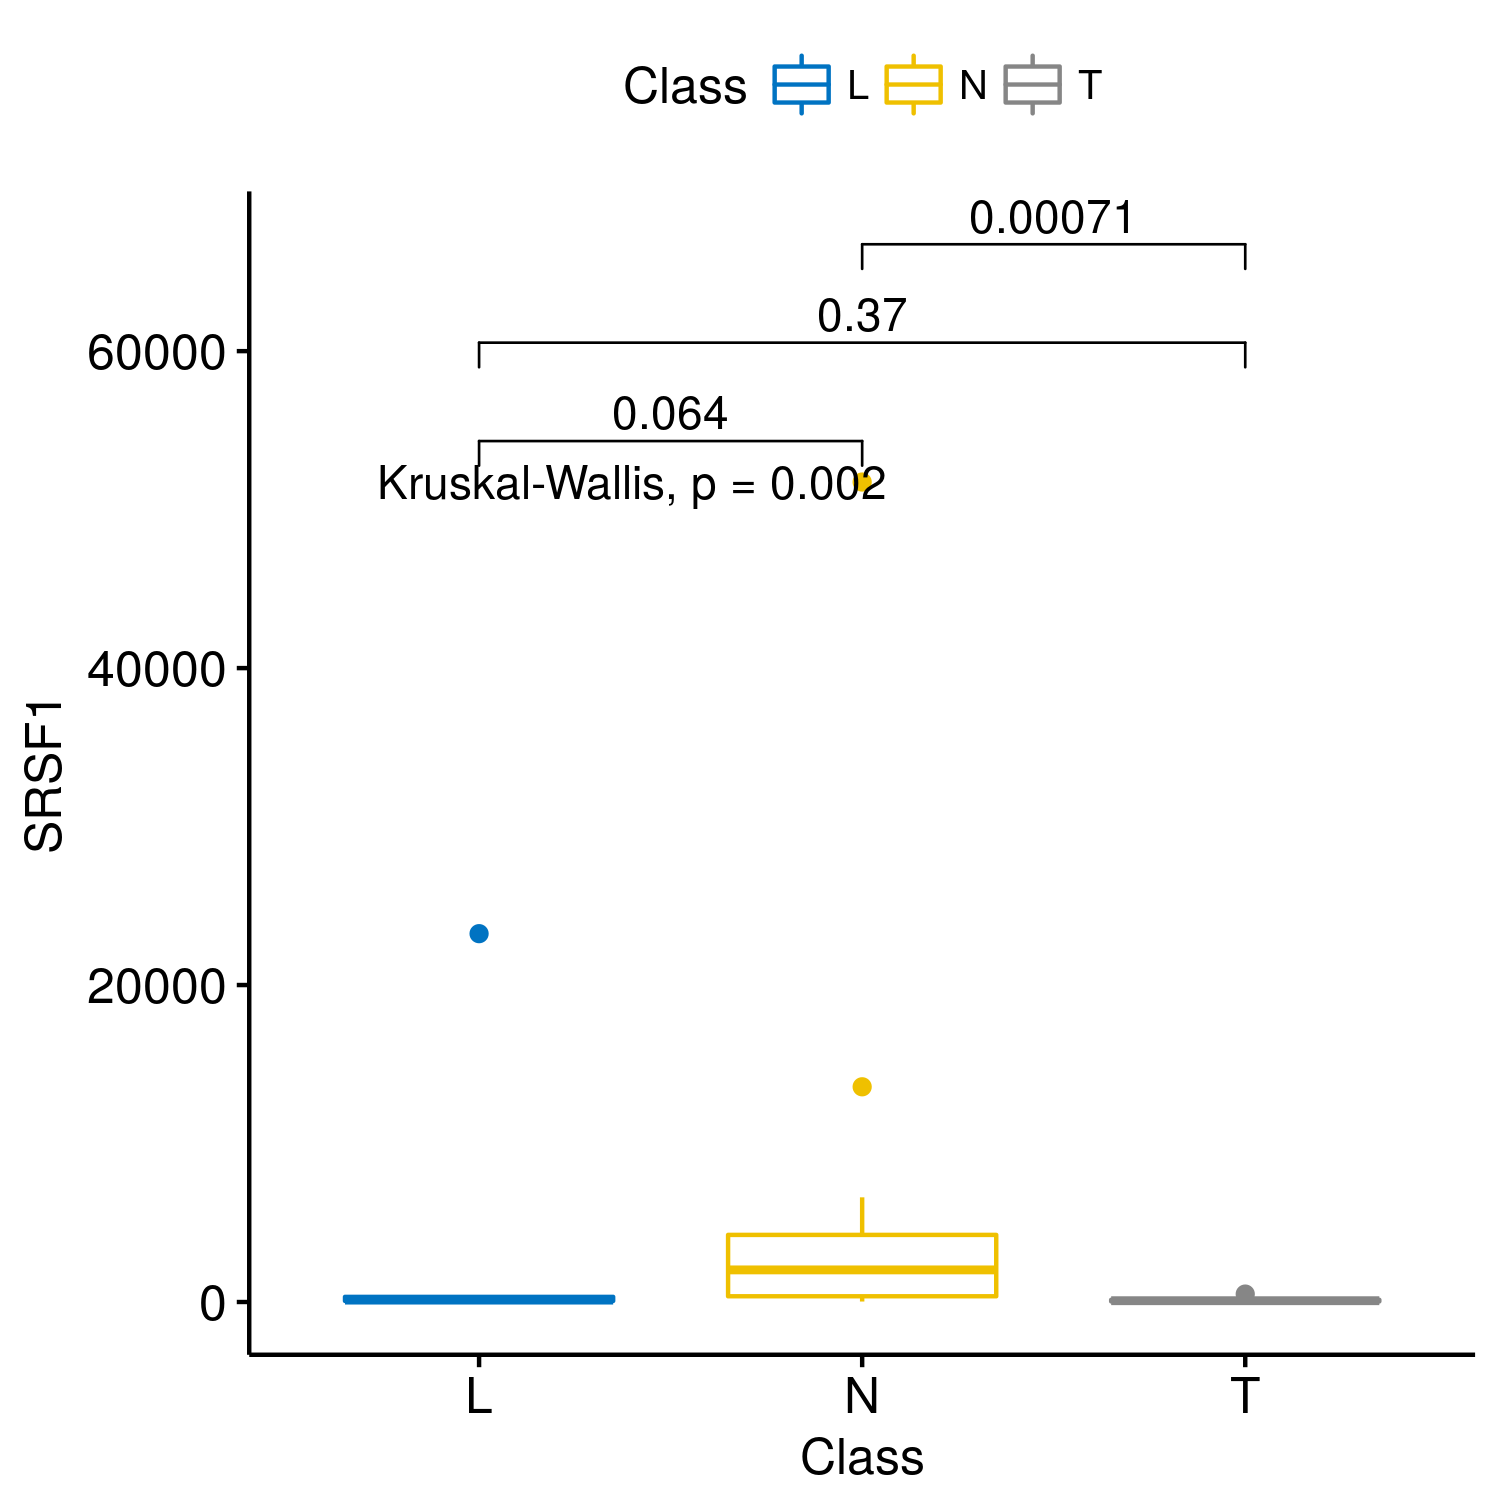 Class L N T
0.00071
0.37
0.064
Kruskal-Wallis, p = 0.002
60000
40000
20000
0
SRSF1
L N T
Class